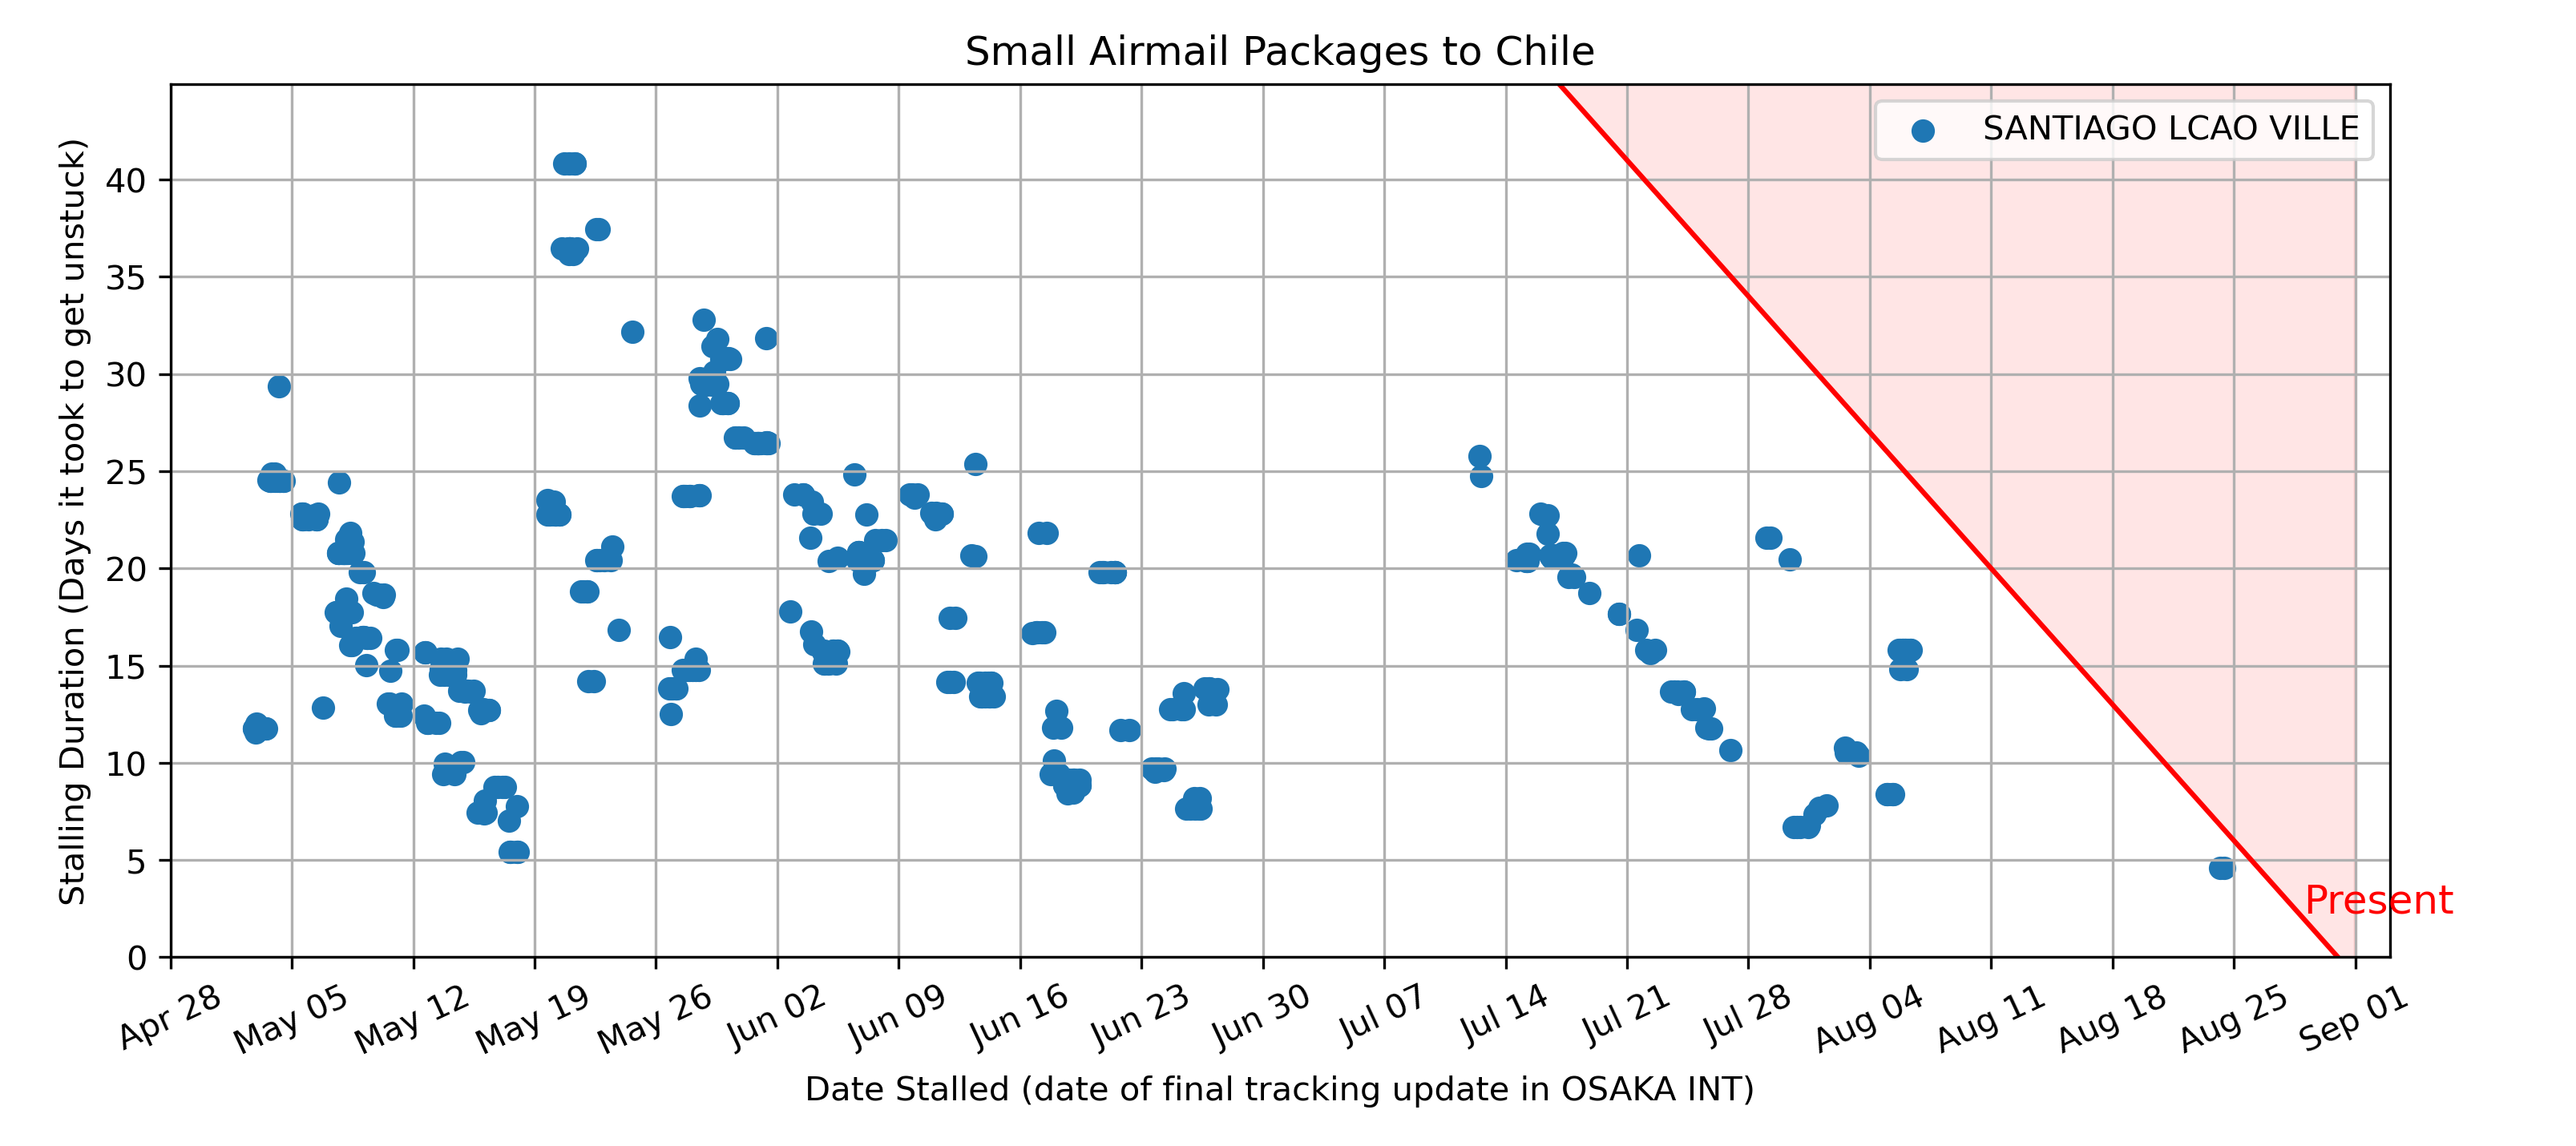 Small Airmail Packages to Chile
SANTIAGO LCAO VILLE
Stalling Duration (Days it took to get unstuck)
40
35
30
25
20
15
10
5
0
Present
Apr 28
May 05
May 12
May 19
May 26
Jun 02
Jun 09
Jun 16
Jun 23
Jun 30
Jul 07
Jul 14
Jul 21
Jul 28
Aug 04
Aug 11
Aug 18
Aug 25
Sep 01
Date Stalled (date of final tracking update in OSAKA INT)